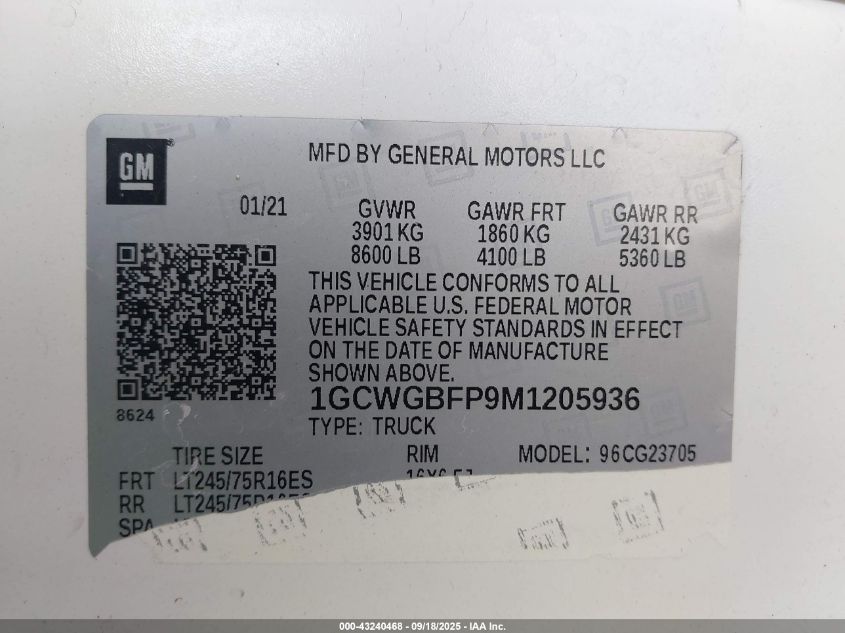 GM
MFD BY GENERAL MOTORS LLC
01/21
GVWR GAWR FRT GAWR RR
3901 KG 1860 KG 2431 KG
8600 LB 4100 LB 5360 LB
THIS VEHICLE CONFORMS TO ALL
APPLICABLE U.S. FEDERAL MOTOR
VEHICLE SAFETY STANDARDS IN EFFECT
ON THE DATE OF MANUFACTURE
SHOWN ABOVE.
8624
1GCWGBFP9M1205936
TYPE: TRUCK
TIRE SIZE RIM MODEL: 96CG23705
FRT LT245/75R16ES
RR LT245/75R16ES
SPA
000-43240468 - 09/18/2025 - IAA Inc.